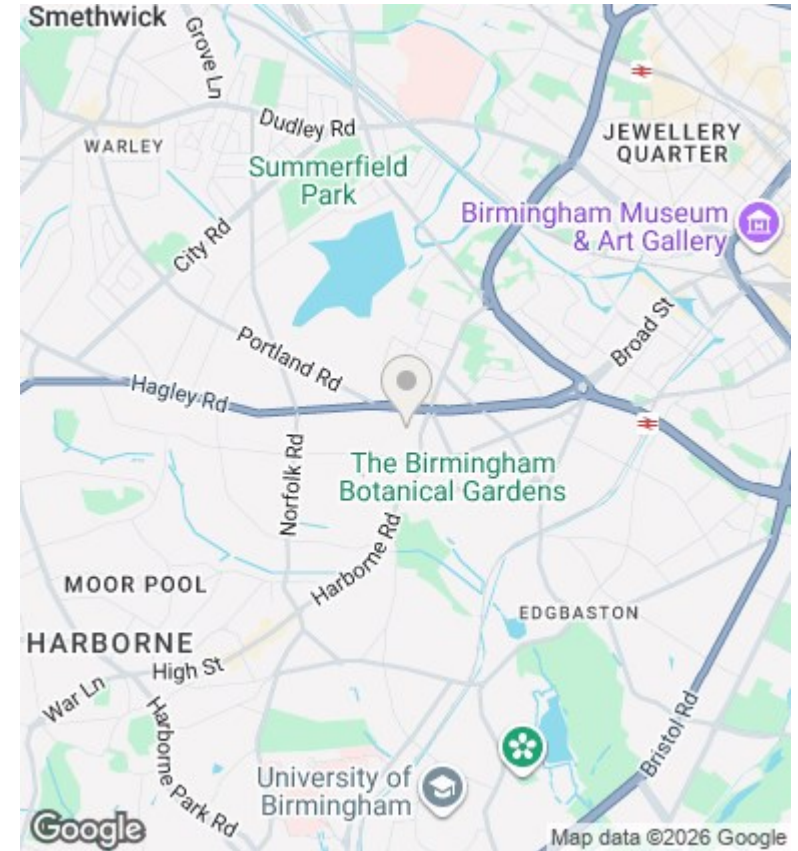 Smethwick
Grove Ln
Dudley Rd
WARLEY
JEWELLERY
QUARTER
Summerfield
Park
Birmingham Museum
& Art Gallery
City Rd
Portland Rd
Broad St
Hagley Rd
Norfolk Rd
The Birmingham
Botanical Gardens
Harborne Rd
MOOR POOL
EDGBASTON
HARBORNE
High St
War Ln
Harborne Park Rd
Bristol Rd
University of
Birmingham
Google
Map data ©2026 Google